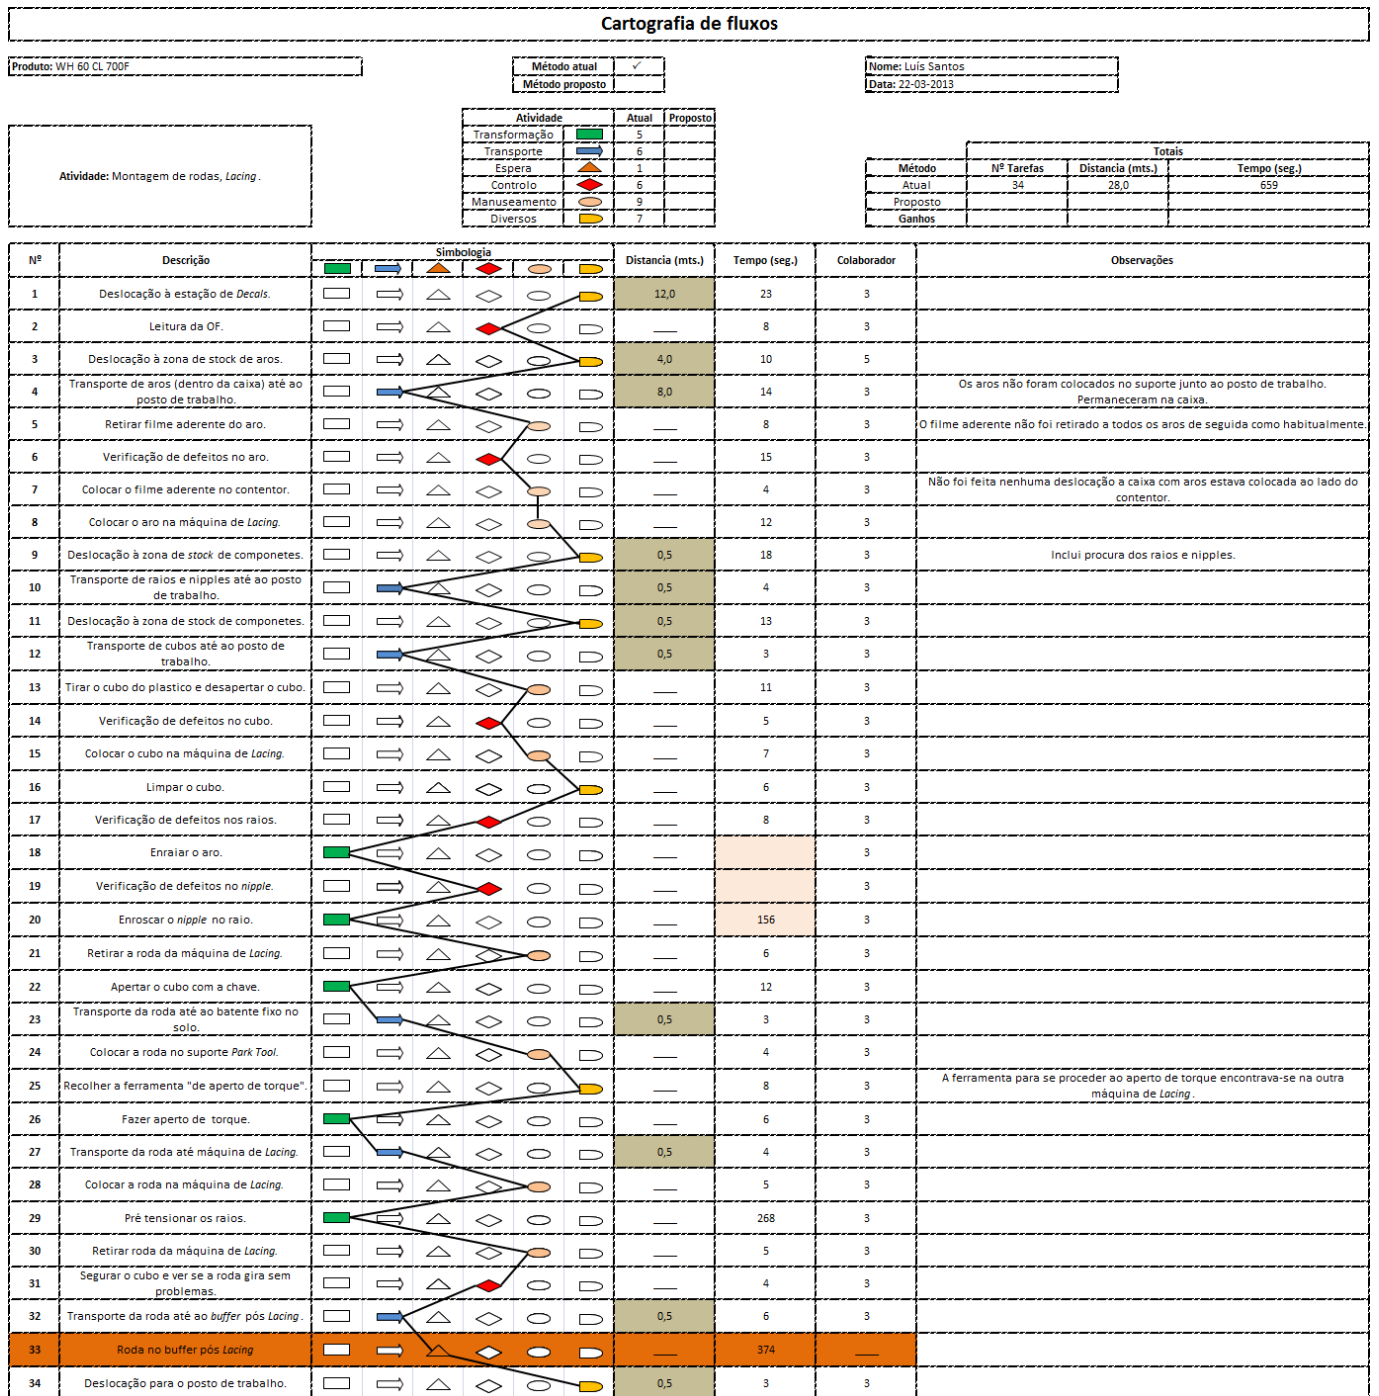 Cartografia de fluxos
Produto: WH 60 CL 700F
Método atual ✓
Método proposto
Nome: Luís Santos
Data: 22-03-2013
Atividade: Montagem de rodas, Lacing.
Atividade Atual Proposto
Transformação 5
Transporte 6
Espera 1
Controlo 6
Manuseamento 9
Diversos 7
Totais
Método Nº Tarefas Distancia (mts.) Tempo (seg.)
Atual 34 28,0 659
Proposto
Ganhos
Nº Descrição Simbologia Distancia (mts.) Tempo (seg.) Colaborador Observações
1 Deslocação à estação de Decals. 12,0 23 3
2 Leitura da OF. 8 3
3 Deslocação à zona de stock de aros. 4,0 10 5
4 Transporte de aros (dentro da caixa) até ao
posto de trabalho. 8,0 14 3 Os aros não foram colocados no suporte junto ao posto de trabalho.
Permaneceram na caixa.
5 Retirar filme aderente do aro. 8 3 O filme aderente não foi retirado a todos os aros de seguida como habitualmente.
6 Verificação de defeitos no aro. 15 3
7 Colocar o filme aderente no contentor. 4 3 Não foi feita nenhuma deslocação a caixa com aros estava colocada ao lado do
contentor.
8 Colocar o aro na máquina de Lacing. 12 3
9 Deslocação à zona de stock de componetes. 0,5 18 3 Inclui procura dos raios e nipples.
10 Transporte de raios e nipples até ao posto
de trabalho. 0,5 4 3
11 Deslocação à zona de stock de componetes. 0,5 13 3
12 Transporte de cubos até ao posto de
trabalho. 0,5 3 3
13 Tirar o cubo do plastico e desapertar o cubo. 11 3
14 Verificação de defeitos no cubo. 5 3
15 Colocar o cubo na máquina de Lacing. 7 3
16 Limpar o cubo. 6 3
17 Verificação de defeitos nos raios. 8 3
18 Enraiar o aro. 3
19 Verificação de defeitos no nipple. 3
20 Enroscar o nipple no raio. 156 3
21 Retirar a roda da máquina de Lacing. 6 3
22 Apertar o cubo com a chave. 12 3
23 Transporte da roda até ao batente fixo no
solo. 0,5 3 3
24 Colocar a roda no suporte Park Tool. 4 3
25 Recolher a ferramenta "de aperto de torque". 8 3 A ferramenta para se proceder ao aperto de torque encontrava-se na outra
máquina de Lacing.
26 Fazer aperto de torque. 6 3
27 Transporte da roda até máquina de Lacing. 0,5 4 3
28 Colocar a roda na máquina de Lacing. 5 3
29 Pré tensionar os raios. 268 3
30 Retirar roda da máquina de Lacing. 5 3
31 Segurar o cubo e ver se a roda gira sem
problemas. 4 3
32 Transporte da roda até ao buffer pós Lacing. 0,5 6 3
33 Roda no buffer pós Lacing 374
34 Deslocação para o posto de trabalho. 0,5 3 3